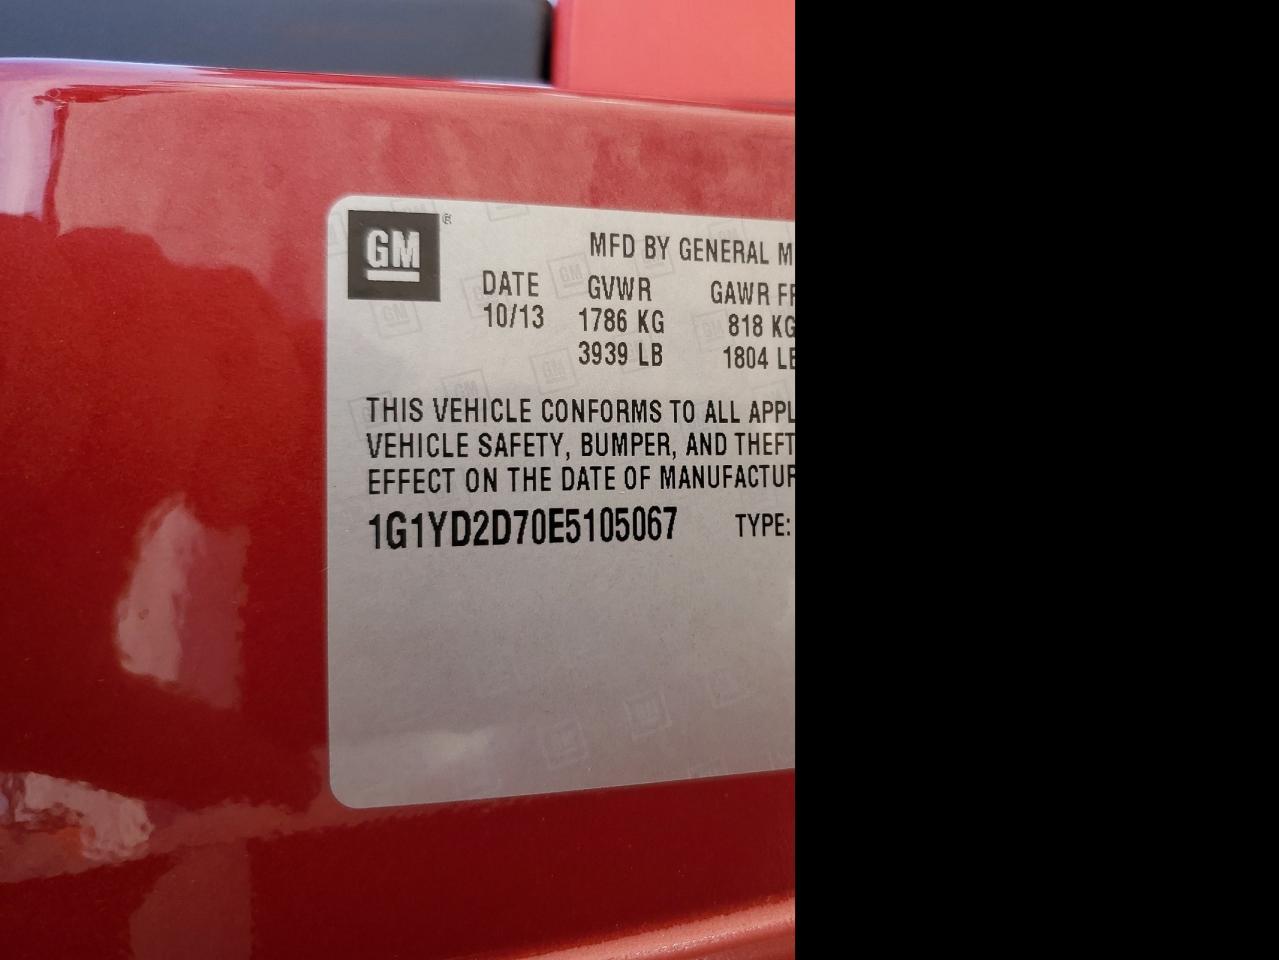 GM ®
MFD BY GENERAL M
DATE GVWR GAWR FR
10/13 1786 KG 818 KG
3939 LB 1804 LB
THIS VEHICLE CONFORMS TO ALL APPL
VEHICLE SAFETY, BUMPER, AND THEFT
EFFECT ON THE DATE OF MANUFACTUR
1G1YD2D70E5105067 TYPE: